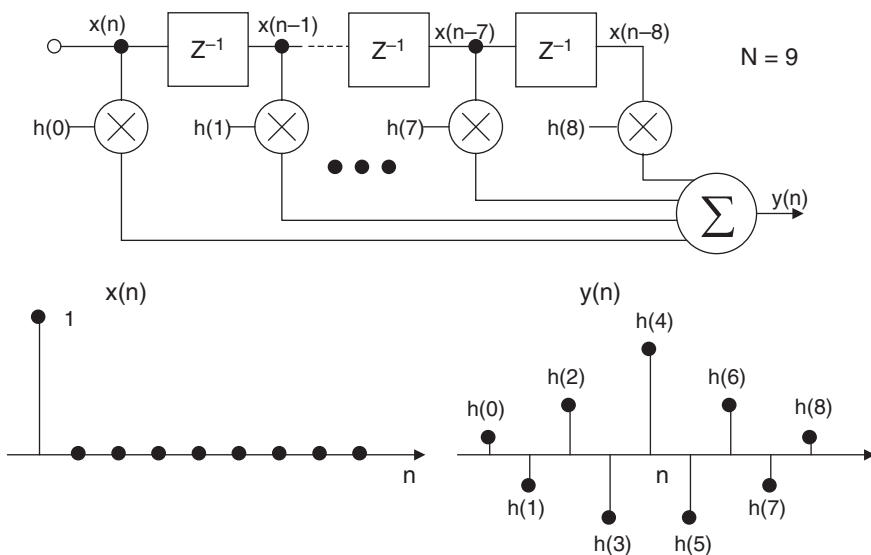 x(n) x(n–1) x(n–7) x(n–8)
Z⁻¹ Z⁻¹ Z⁻¹ N = 9
h(0) h(1) h(7) h(8)
Σ y(n)
x(n) y(n)
1 h(4)
h(2) h(6)
h(0) h(8)
n n
h(1) h(7)
h(3) h(5)